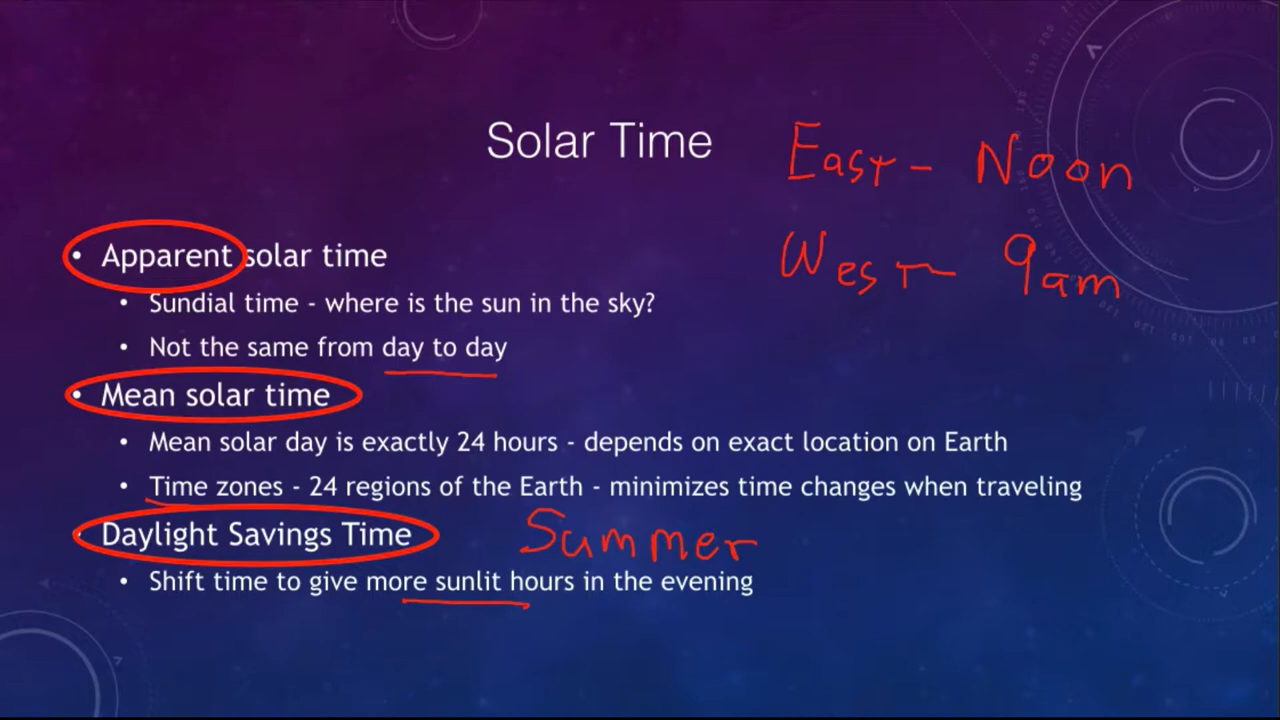 Solar Time
East - Noon
West - 9am
• Apparent solar time
• Sundial time - where is the sun in the sky?
• Not the same from day to day
• Mean solar time
• Mean solar day is exactly 24 hours - depends on exact location on Earth
• Time zones - 24 regions of the Earth - minimizes time changes when traveling
• Daylight Savings Time Summer
• Shift time to give more sunlit hours in the evening